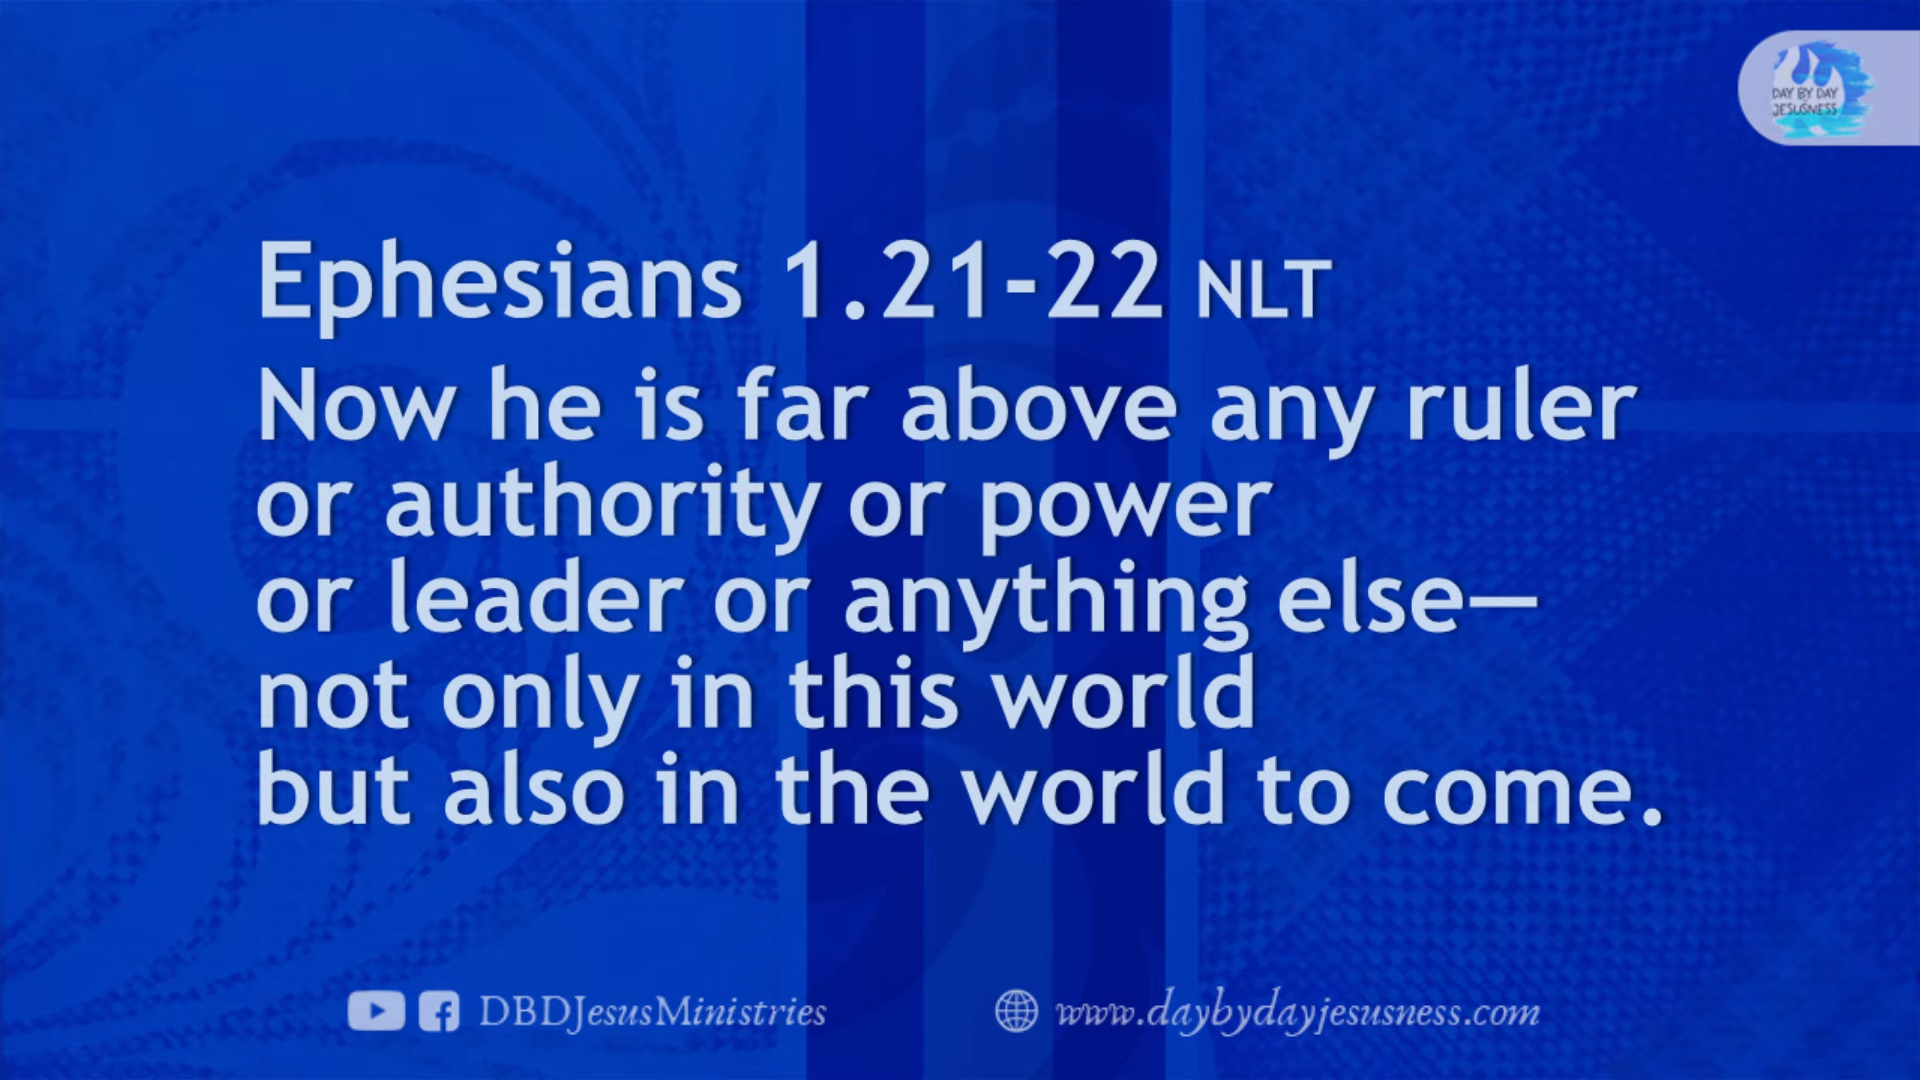 DAY BY DAY
JESUSNESS
Ephesians 1.21-22 NLT
Now he is far above any ruler
or authority or power
or leader or anything else—
not only in this world
but also in the world to come.
DBDJesusMinistries
www.daybydayjesusness.com